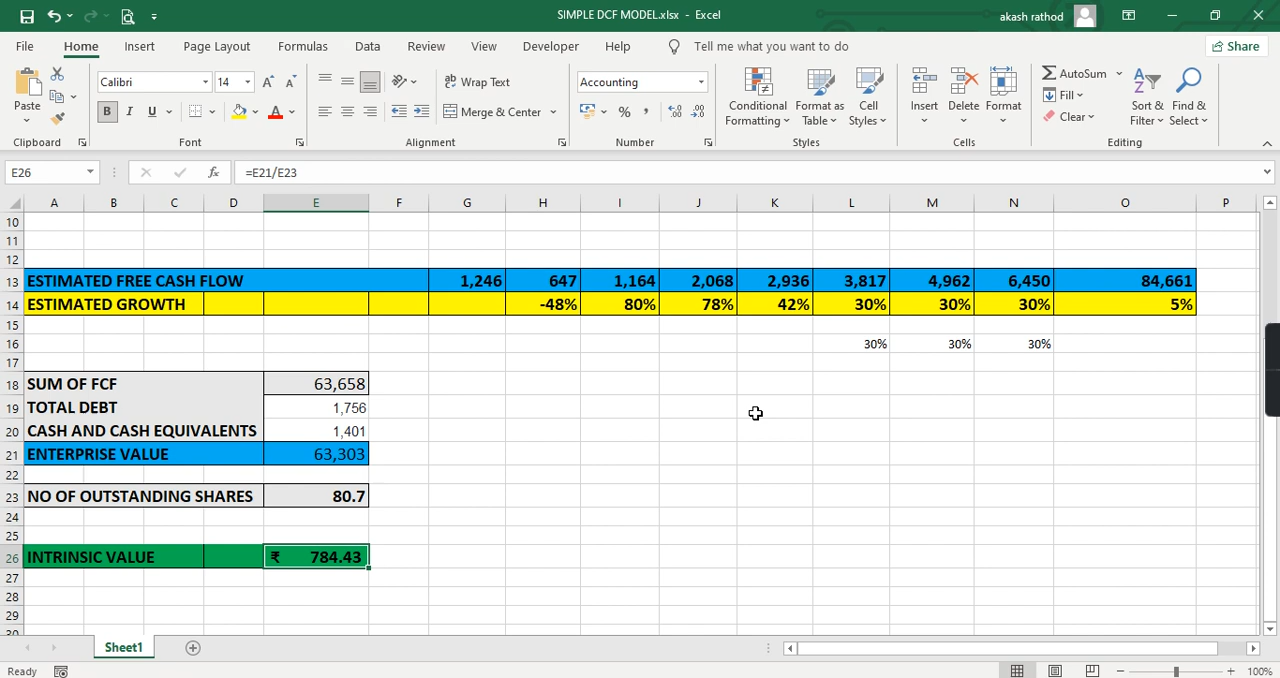 SIMPLE DCF MODEL.xlsx - Excel
akash rathod
File Home Insert Page Layout Formulas Data Review View Developer Help Tell me what you want to do Share
Paste
Calibri 14
Wrap Text
Accounting
Conditional Formatting
Format as Table
Cell Styles
Insert Delete Format
AutoSum
Fill
Clear
Sort & Filter
Find & Select
B I U A
Merge & Center
% ,
Clipboard Font Alignment Number Styles Cells Editing
E26 fx =E21/E23
A B C D E F G H I J K L M N O P
10
11
12
13 ESTIMATED FREE CASH FLOW 1,246 647 1,164 2,068 2,936 3,817 4,962 6,450 84,661
14 ESTIMATED GROWTH -48% 80% 78% 42% 30% 30% 30% 5%
15
16 30% 30% 30%
17
18 SUM OF FCF 63,658
19 TOTAL DEBT 1,756
20 CASH AND CASH EQUIVALENTS 1,401
21 ENTERPRISE VALUE 63,303
22
23 NO OF OUTSTANDING SHARES 80.7
24
25
26 INTRINSIC VALUE ₹ 784.43
27
28
29
30
Sheet1
Ready
100%